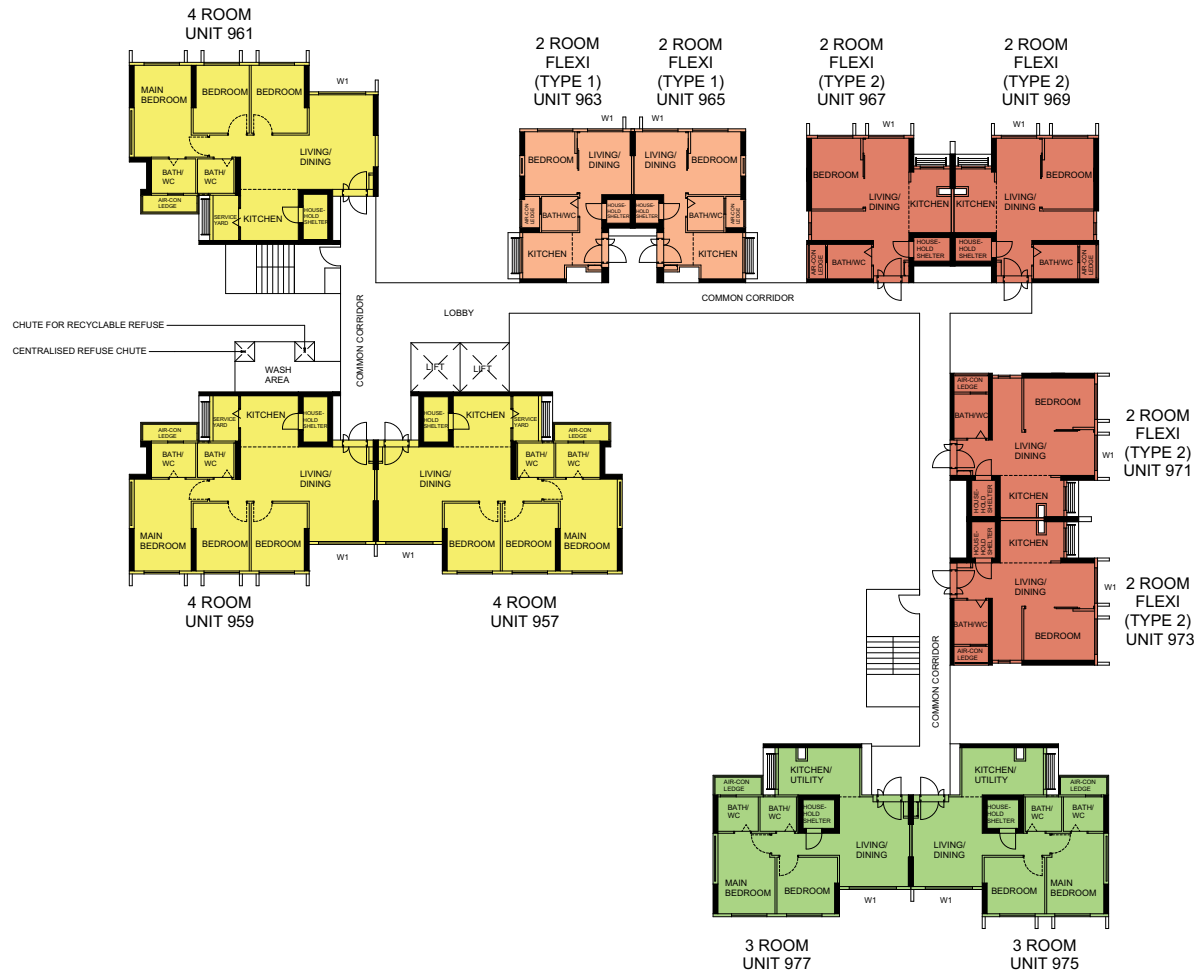 4 ROOM
UNIT 961
MAIN
BEDROOM
BEDROOM
BEDROOM
W1
LIVING/
DINING
BATH/
WC
BATH/
WC
AIR-CON
LEDGE
SERVICE
YARD
KITCHEN
HOUSE-
HOLD
SHELTER
2 ROOM
FLEXI
(TYPE 1)
UNIT 963
W1
BEDROOM
LIVING/
DINING
AIR-CON
LEDGE
BATH/WC
HOUSE-
HOLD
SHELTER
KITCHEN
2 ROOM
FLEXI
(TYPE 1)
UNIT 965
W1
LIVING/
DINING
BEDROOM
HOUSE-
HOLD
SHELTER
BATH/WC
AIR-CON
LEDGE
KITCHEN
2 ROOM
FLEXI
(TYPE 2)
UNIT 967
W1
BEDROOM
LIVING/
DINING
KITCHEN
AIR-CON
LEDGE
BATH/WC
HOUSE-
HOLD
SHELTER
2 ROOM
FLEXI
(TYPE 2)
UNIT 969
W1
BEDROOM
KITCHEN
LIVING/
DINING
HOUSE-
HOLD
SHELTER
BATH/WC
AIR-CON
LEDGE
COMMON CORRIDOR
LOBBY
COMMON CORRIDOR
CHUTE FOR RECYCLABLE REFUSE
CENTRALISED REFUSE CHUTE
WASH
AREA
LIFT
LIFT
AIR-CON
LEDGE
SERVICE
YARD
KITCHEN
HOUSE-
HOLD
SHELTER
BATH/
WC
BATH/
WC
LIVING/
DINING
MAIN
BEDROOM
BEDROOM
BEDROOM
W1
4 ROOM
UNIT 959
HOUSE-
HOLD
SHELTER
KITCHEN
SERVICE
YARD
AIR-CON
LEDGE
LIVING/
DINING
BATH/
WC
BATH/
WC
BEDROOM
BEDROOM
MAIN
BEDROOM
W1
4 ROOM
UNIT 957
AIR-CON
LEDGE
BATH/WC
BEDROOM
LIVING/
DINING
W1
HOUSE-
HOLD
SHELTER
KITCHEN
2 ROOM
FLEXI
(TYPE 2)
UNIT 971
HOUSE-
HOLD
SHELTER
KITCHEN
LIVING/
DINING
W1
BATH/WC
BEDROOM
AIR-CON
LEDGE
2 ROOM
FLEXI
(TYPE 2)
UNIT 973
COMMON CORRIDOR
KITCHEN/
UTILITY
AIR-CON
LEDGE
BATH/
WC
BATH/
WC
HOUSE-
HOLD
SHELTER
LIVING/
DINING
MAIN
BEDROOM
BEDROOM
W1
3 ROOM
UNIT 977
KITCHEN/
UTILITY
AIR-CON
LEDGE
HOUSE-
HOLD
SHELTER
BATH/
WC
BATH/
WC
LIVING/
DINING
BEDROOM
MAIN
BEDROOM
W1
3 ROOM
UNIT 975